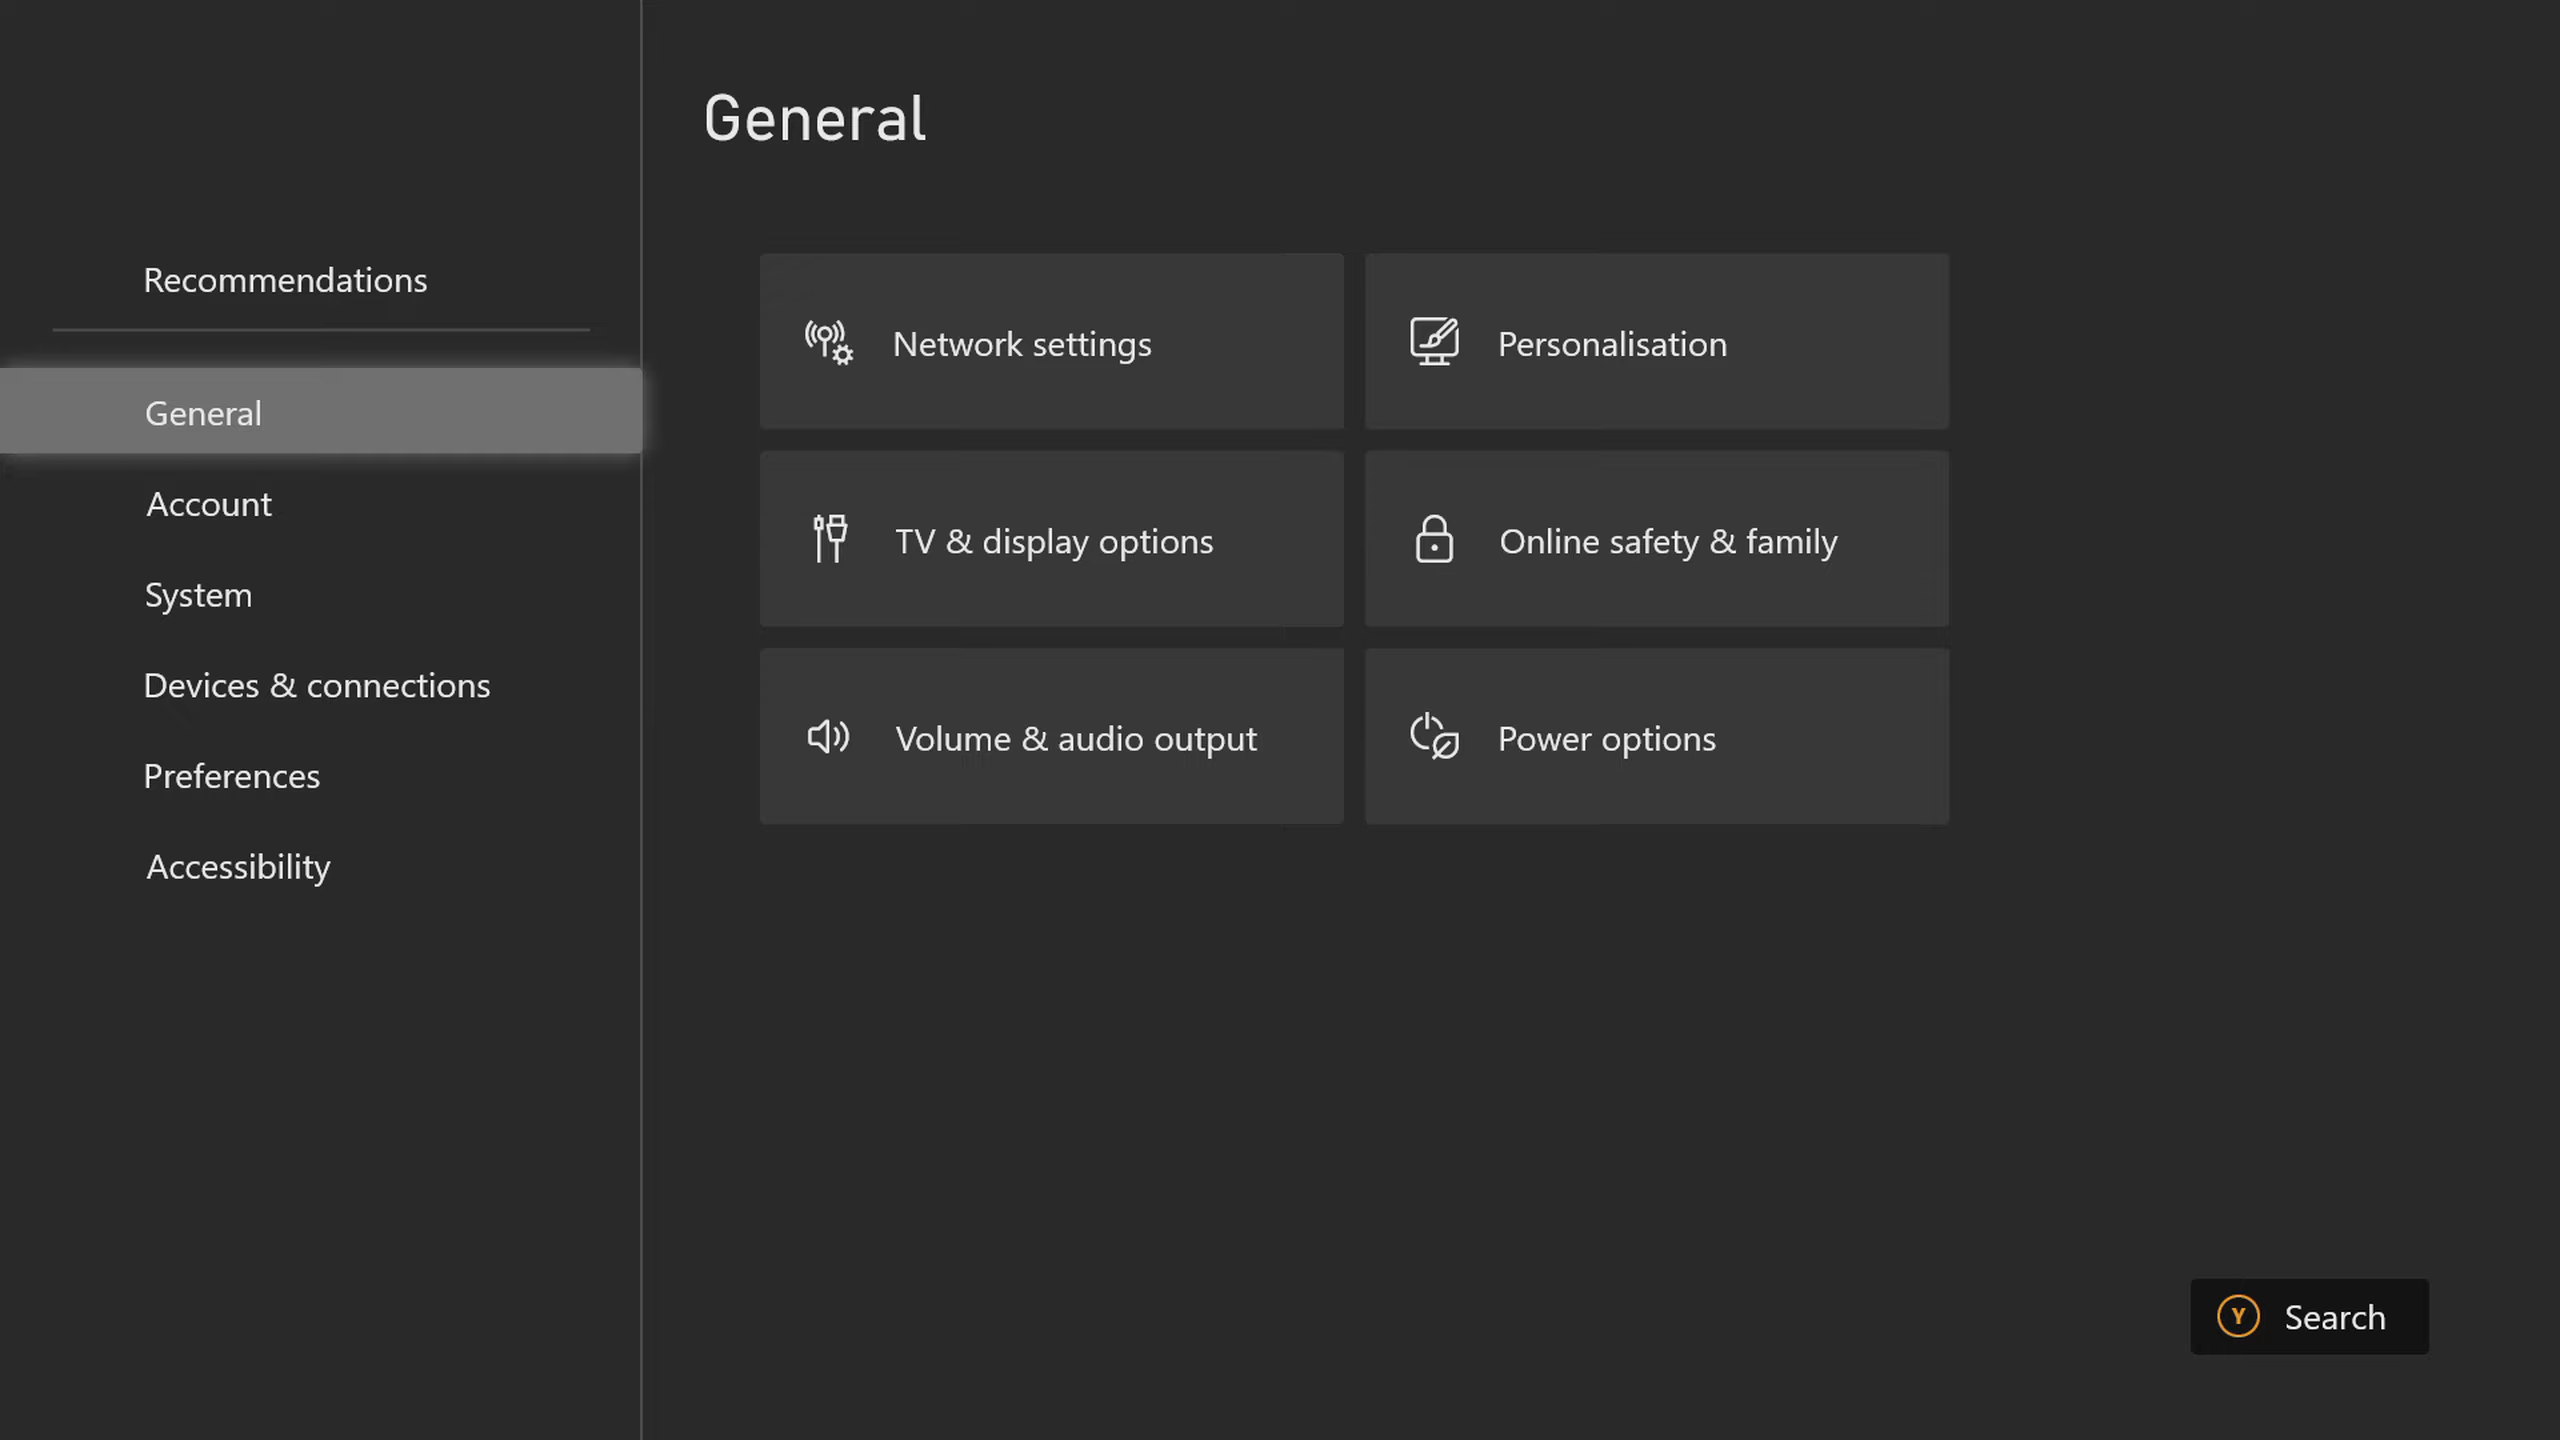 General
Recommendations
General
Account
System
Devices & connections
Preferences
Accessibility
Network settings
Personalisation
TV & display options
Online safety & family
Volume & audio output
Power options
Y Search